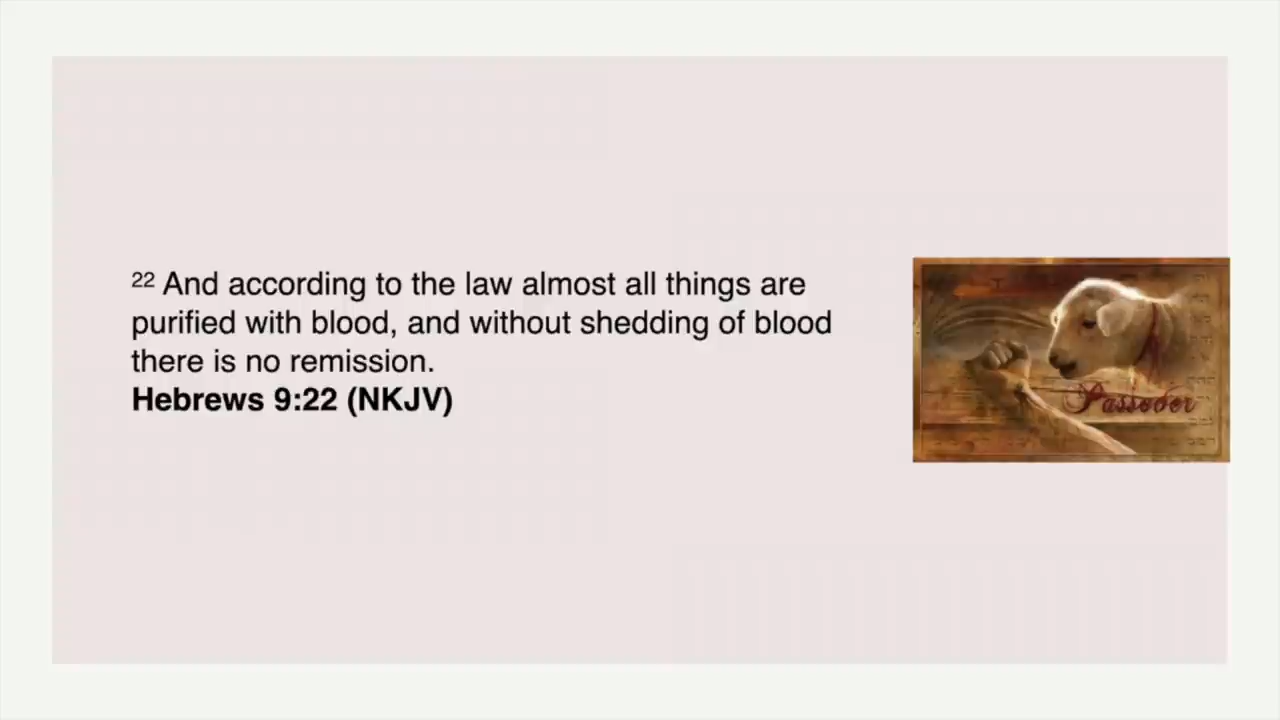 22 And according to the law almost all things are
purified with blood, and without shedding of blood
there is no remission.
Hebrews 9:22 (NKJV)
Passover